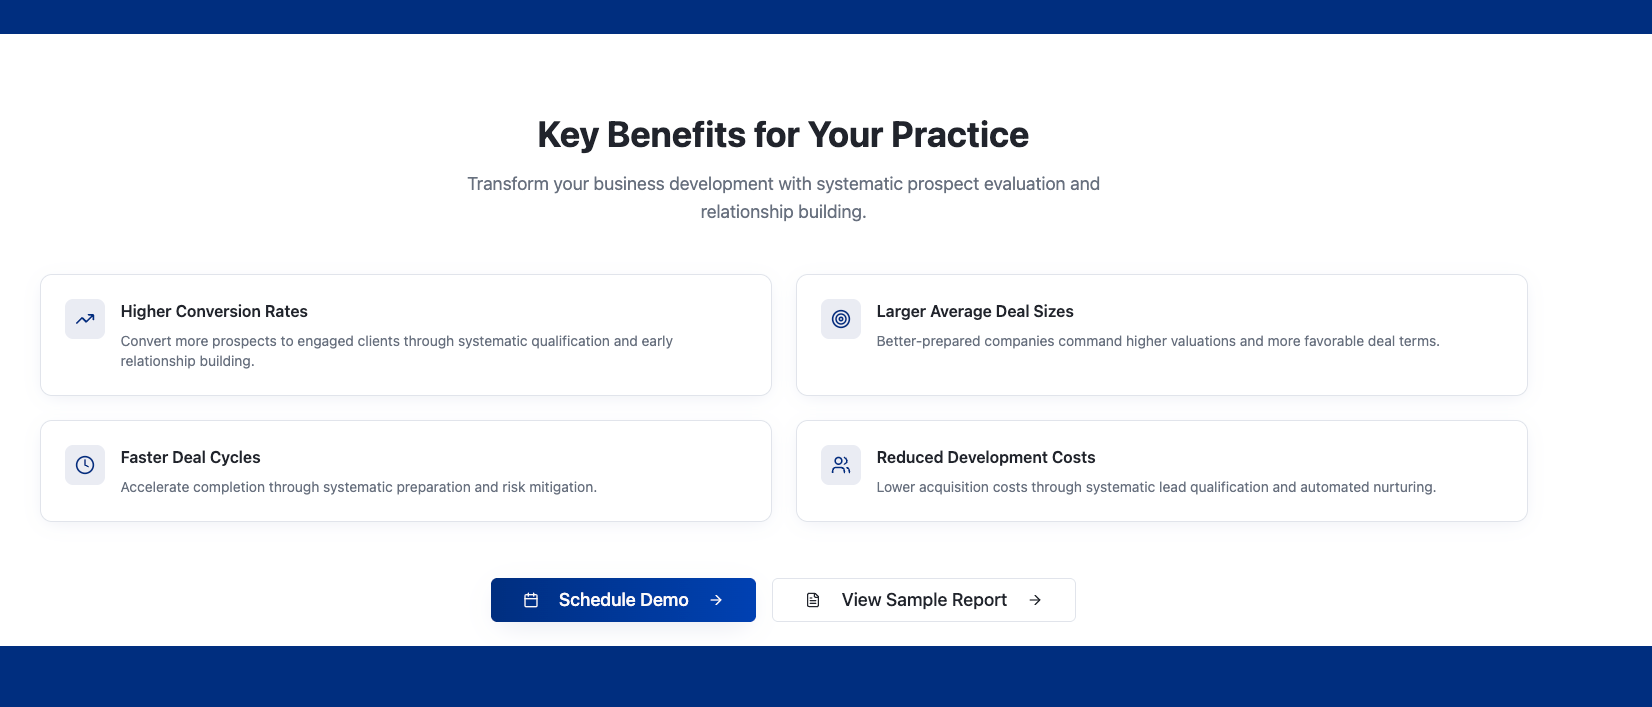 Key Benefits for Your Practice
Transform your business development with systematic prospect evaluation and
relationship building.
Higher Conversion Rates
Convert more prospects to engaged clients through systematic qualification and early
relationship building.
Larger Average Deal Sizes
Better-prepared companies command higher valuations and more favorable deal terms.
Faster Deal Cycles
Accelerate completion through systematic preparation and risk mitigation.
Reduced Development Costs
Lower acquisition costs through systematic lead qualification and automated nurturing.
Schedule Demo
View Sample Report